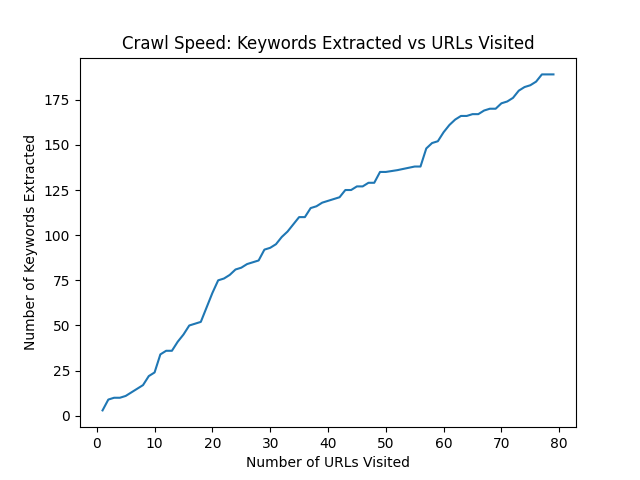 Crawl Speed: Keywords Extracted vs URLs Visited
Number of Keywords Extracted
175
150
125
100
75
50
25
0
0 10 20 30 40 50 60 70 80
Number of URLs Visited